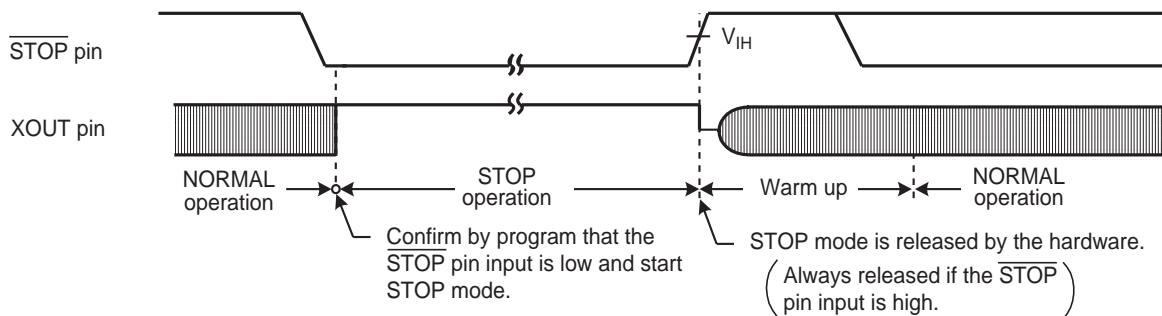 STOP pin
VIH
XOUT pin
NORMAL
operation
STOP
operation
Warm up
NORMAL
operation
Confirm by program that the
STOP pin input is low and start
STOP mode.
STOP mode is released by the hardware.
(Always released if the STOP
pin input is high.)